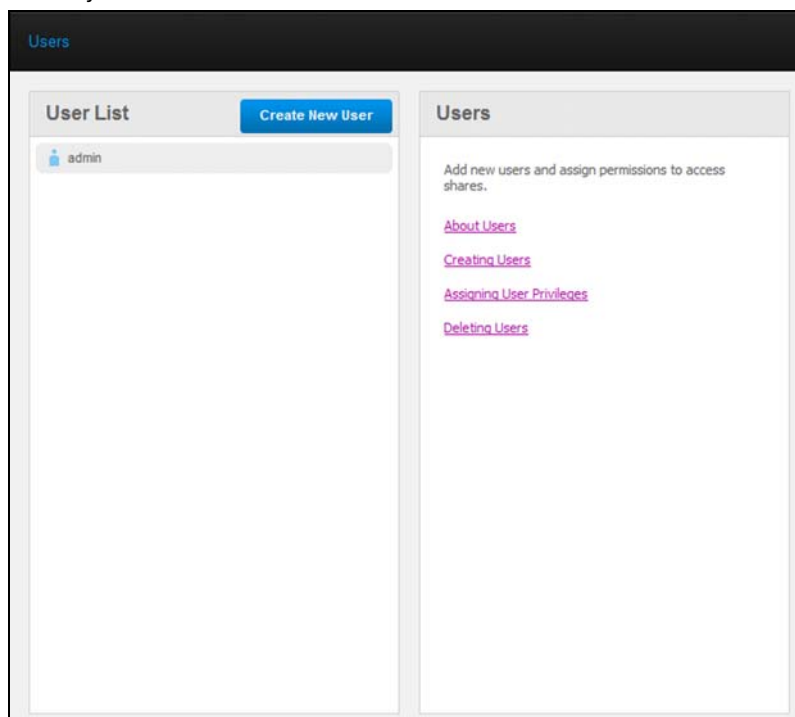 Users
User List
Create New User
admin
Users
Add new users and assign permissions to access
shares.
About Users
Creating Users
Assigning User Privileges
Deleting Users